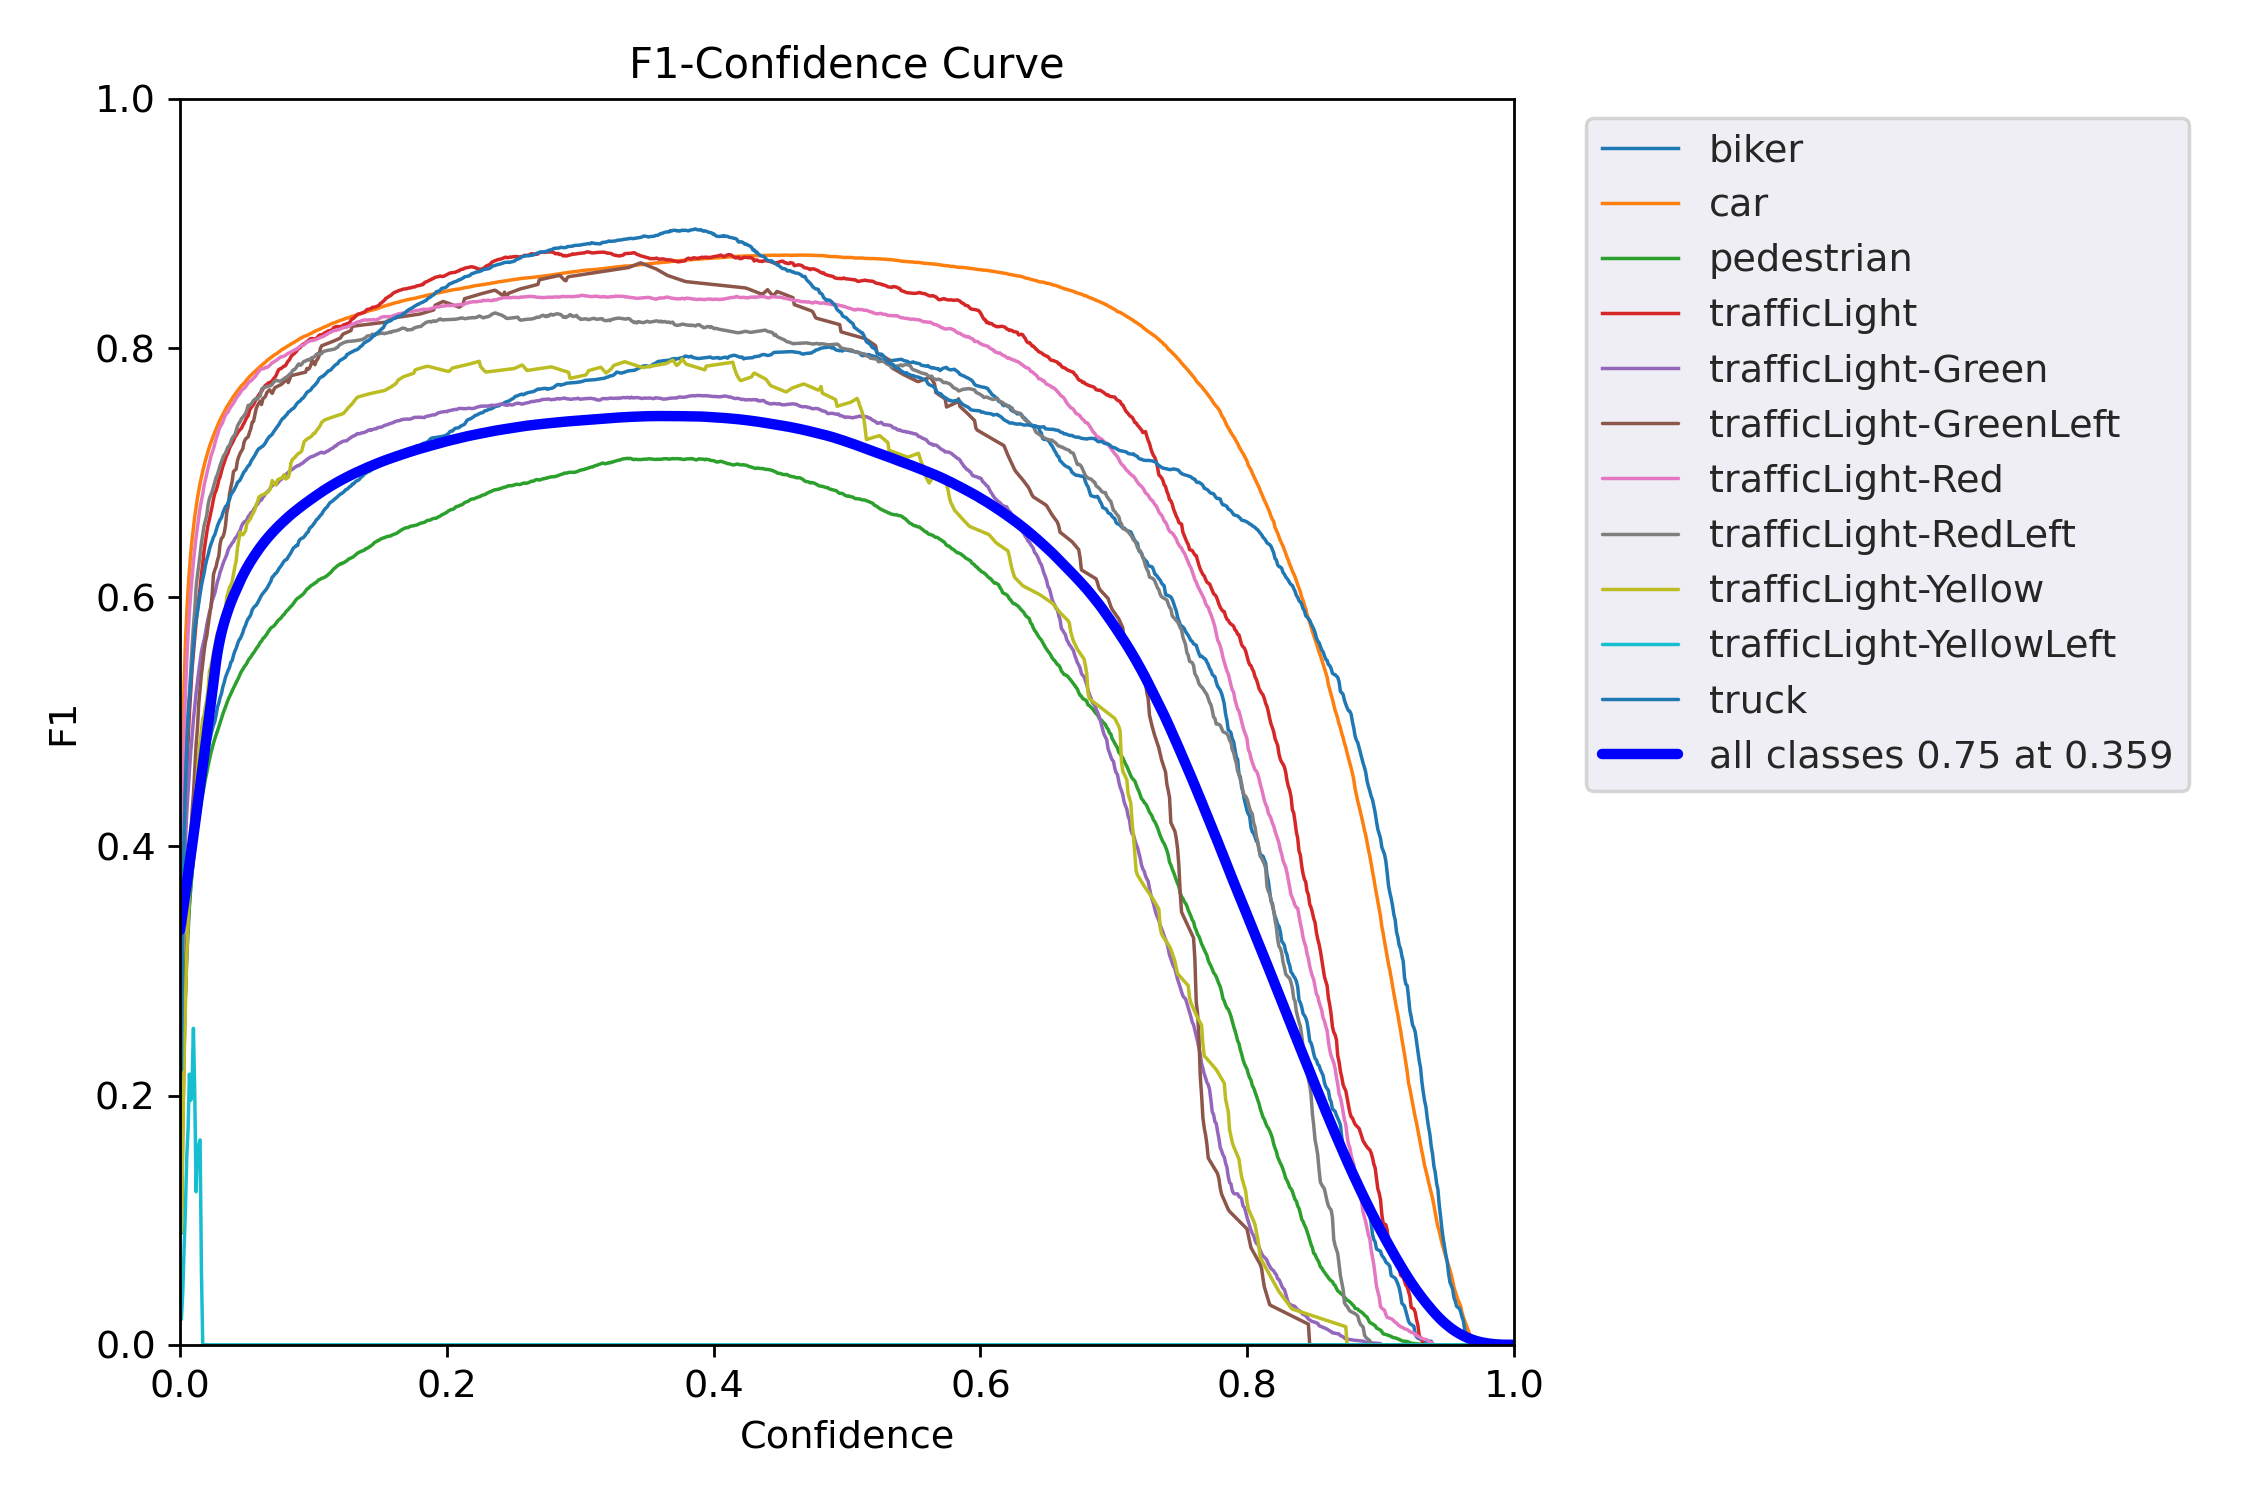 F1-Confidence Curve
1.0
0.8
0.6
0.4
0.2
0.0
F1
0.0 0.2 0.4 0.6 0.8 1.0
Confidence
biker
car
pedestrian
trafficLight
trafficLight-Green
trafficLight-GreenLeft
trafficLight-Red
trafficLight-RedLeft
trafficLight-Yellow
trafficLight-YellowLeft
truck
all classes 0.75 at 0.359